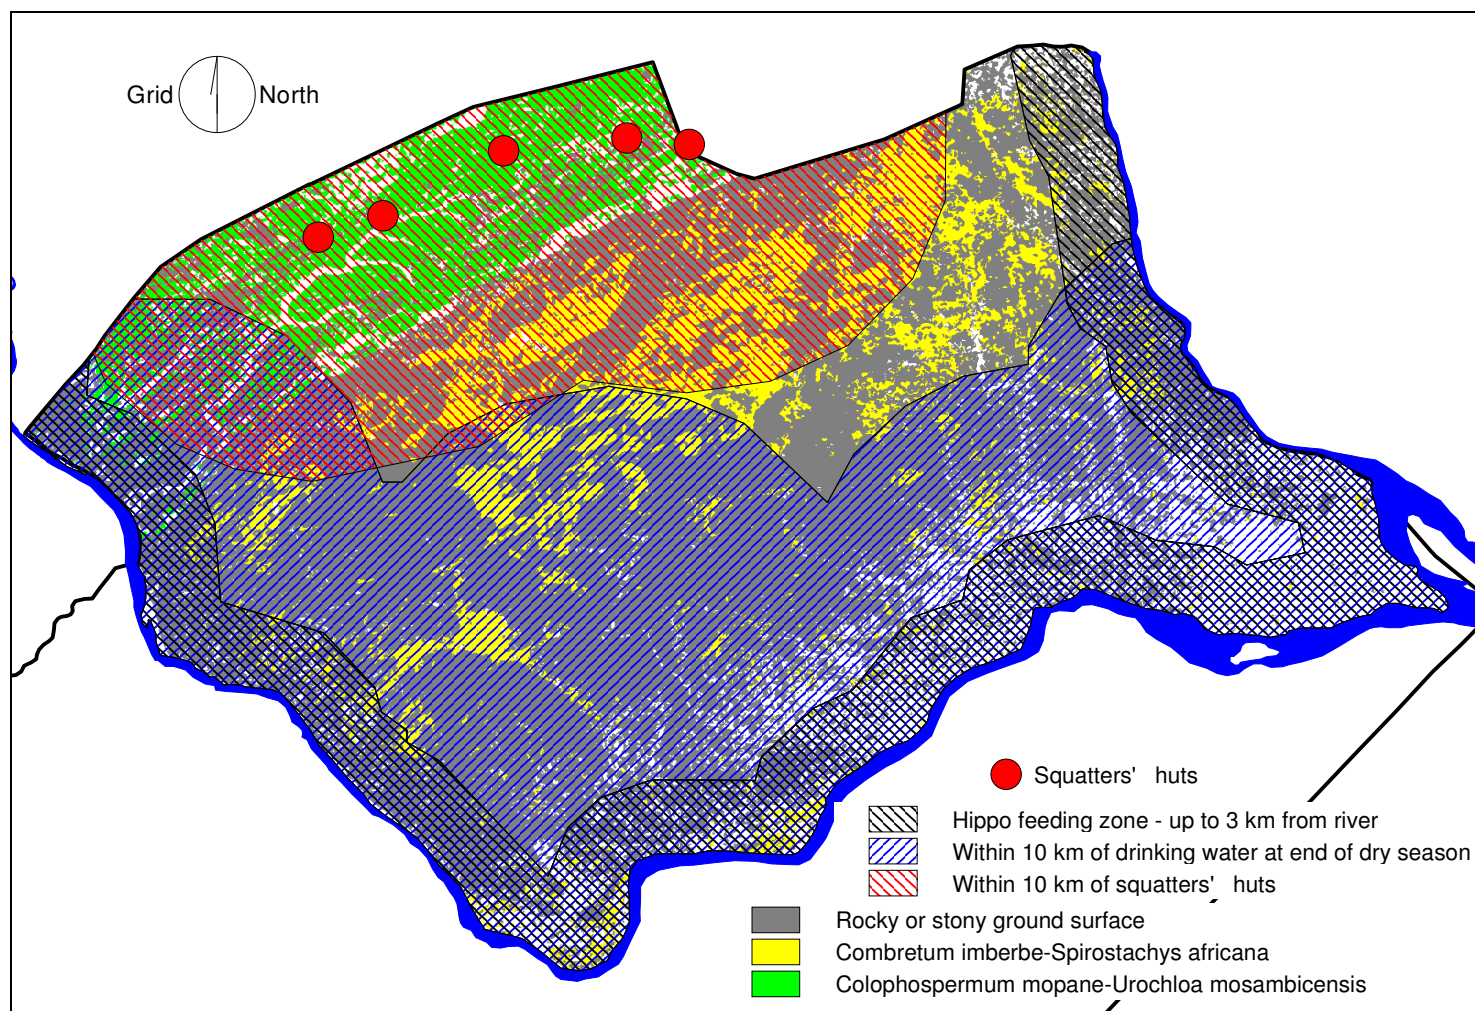 Grid North
Squatters' huts
Hippo feeding zone - up to 3 km from river
Within 10 km of drinking water at end of dry season
Within 10 km of squatters' huts
Rocky or stony ground surface
Combretum imberbe-Spirostachys africana
Colophospermum mopane-Urochloa mosambicensis